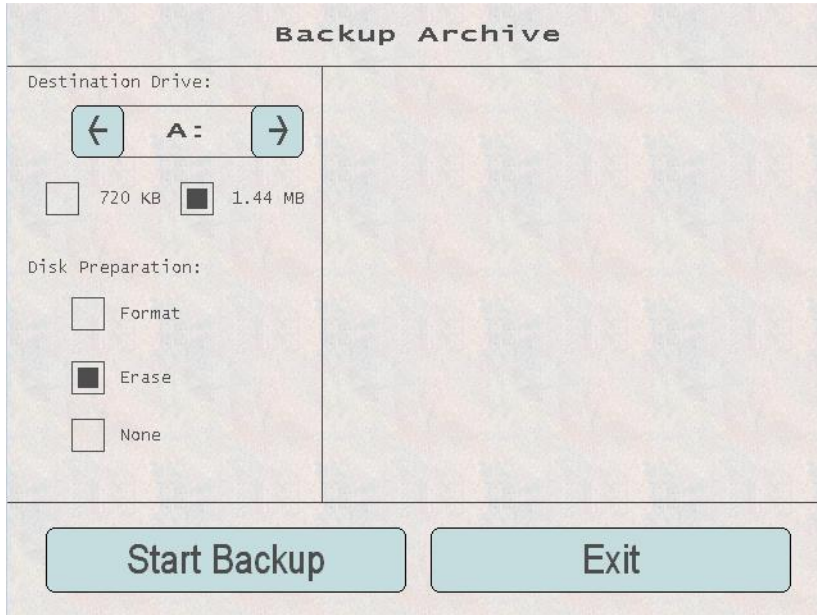 Backup Archive
Destination Drive:
← A: →
720 KB 1.44 MB
Disk Preparation:
Format
Erase
None
Start Backup Exit